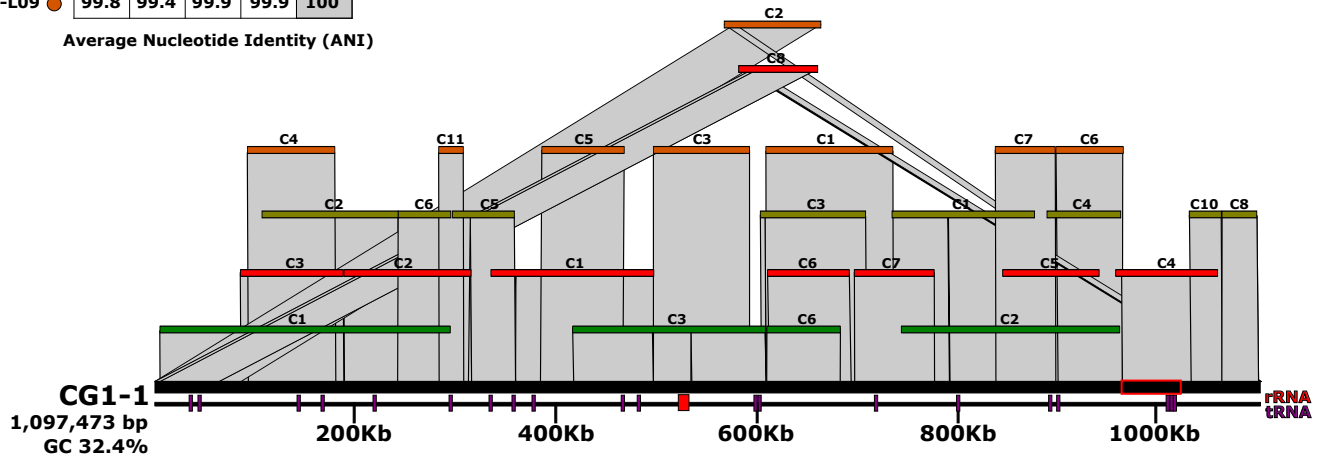 -L09 99.8 99.4 99.9 99.9 100
Average Nucleotide Identity (ANI)
C2
C8
C4 C11 C5 C3 C1 C7 C6
C2 C6 C5 C3 C1 C4 C10 C8
C3 C2 C1 C6 C7 C5 C4
C1 C3 C6 C2
CG1-1
1,097,473 bp
GC 32.4%
rRNA
tRNA
200Kb 400Kb 600Kb 800Kb 1000Kb